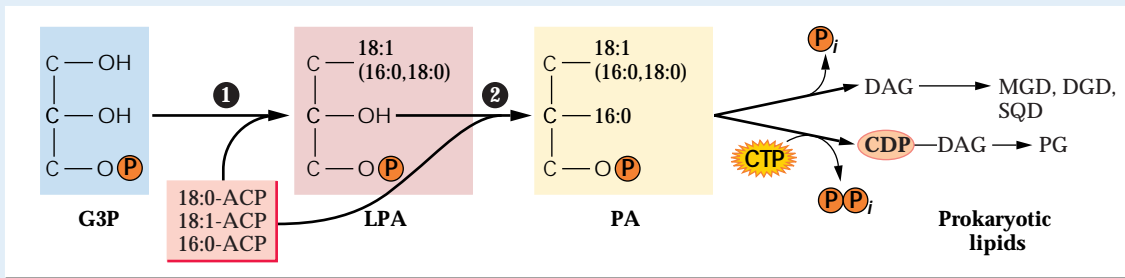 C — OH
C — OH
C — O P
G3P
1
18:0-ACP
18:1-ACP
16:0-ACP
18:1
C — (16:0,18:0)
C — OH
C — O P
LPA
2
18:1
C — (16:0,18:0)
C — 16:0
C — O P
PA
Pi
DAG
MGD, DGD,
SQD
CTP
CDP — DAG
PG
PPi
Prokaryotic
lipids